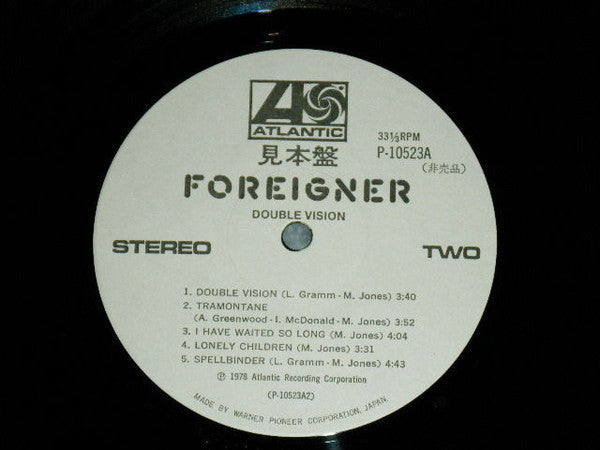 ATLANTIC
見本盤
33⅓RPM
P-10523A
(非売品)
FOREIGNER
DOUBLE VISION
STEREO
TWO
1. DOUBLE VISION (L. Gramm - M. Jones) 3:40
2. TRAMONTANE
(A. Greenwood - I. McDonald - M. Jones) 3:52
3. I HAVE WAITED SO LONG (M. Jones) 4:04
4. LONELY CHILDREN (M. Jones) 3:31
5. SPELLBINDER (L. Gramm - M. Jones) 4:43
℗ 1978 Atlantic Recording Corporation
(P-10523A2)
MADE BY WARNER PIONEER CORPORATION, JAPAN.